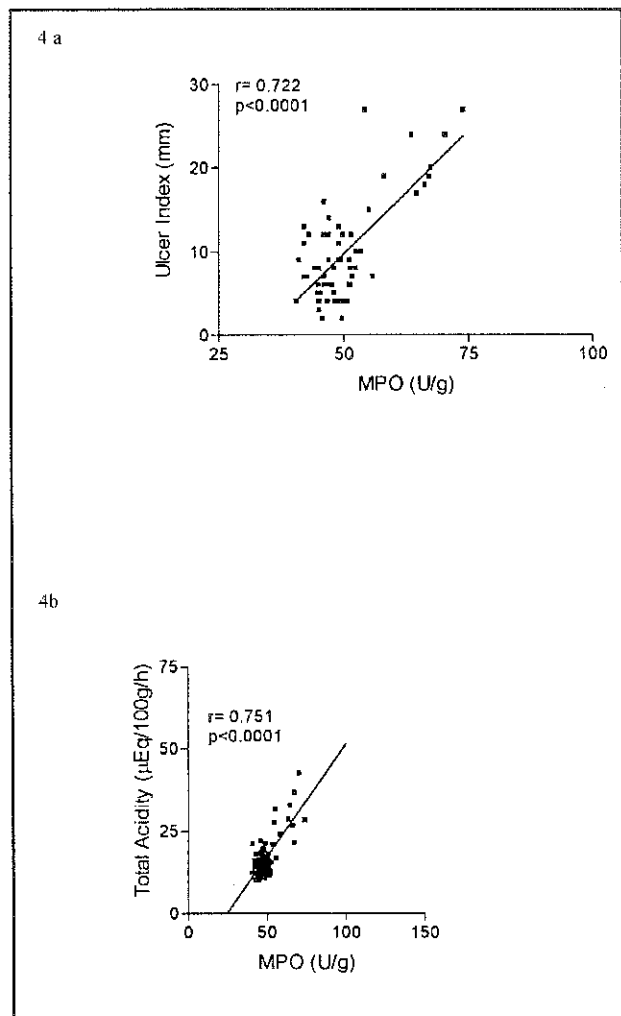 4 a
r= 0.722
p<0.0001
Ulcer Index (mm)
30
20
10
0
25
50
75
100
MPO (U/g)
4b
r= 0.751
p<0.0001
Total Acidity (µEq/100g/h)
75
50
25
0
0
50
100
150
MPO (U/g)